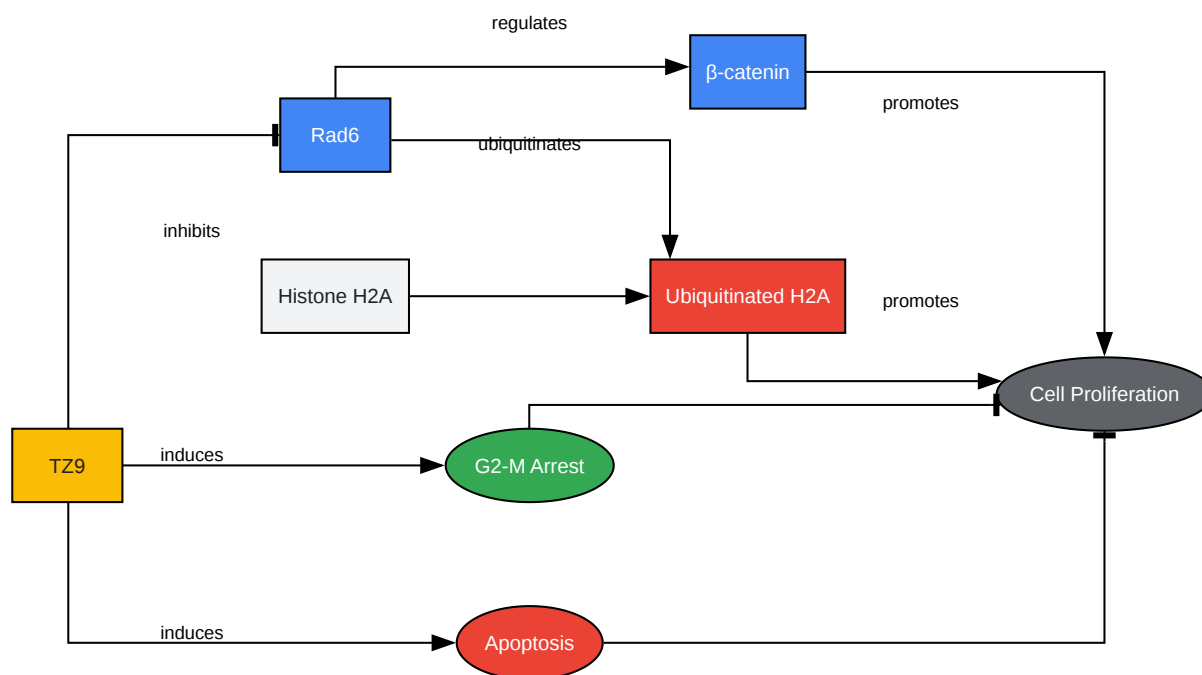 regulates
β-catenin
promotes
Rad6
ubiquitinates
inhibits
Histone H2A
Ubiquitinated H2A
promotes
Cell Proliferation
TZ9
induces
G2-M Arrest
induces
Apoptosis